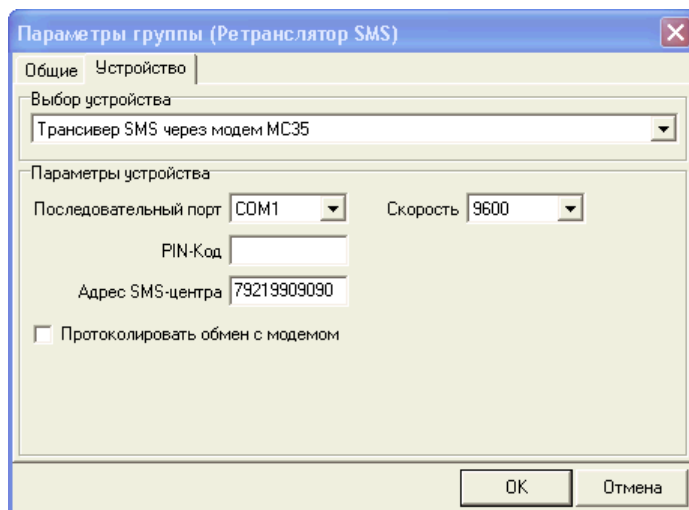 Параметры группы (Ретранслятор SMS)
Общие Устройство
Выбор устройства
Трансивер SMS через модем MC35
Параметры устройства
Последовательный порт COM1 Скорость 9600
PIN-Код
Адрес SMS-центра 79219909090
Протоколировать обмен с модемом
OK Отмена